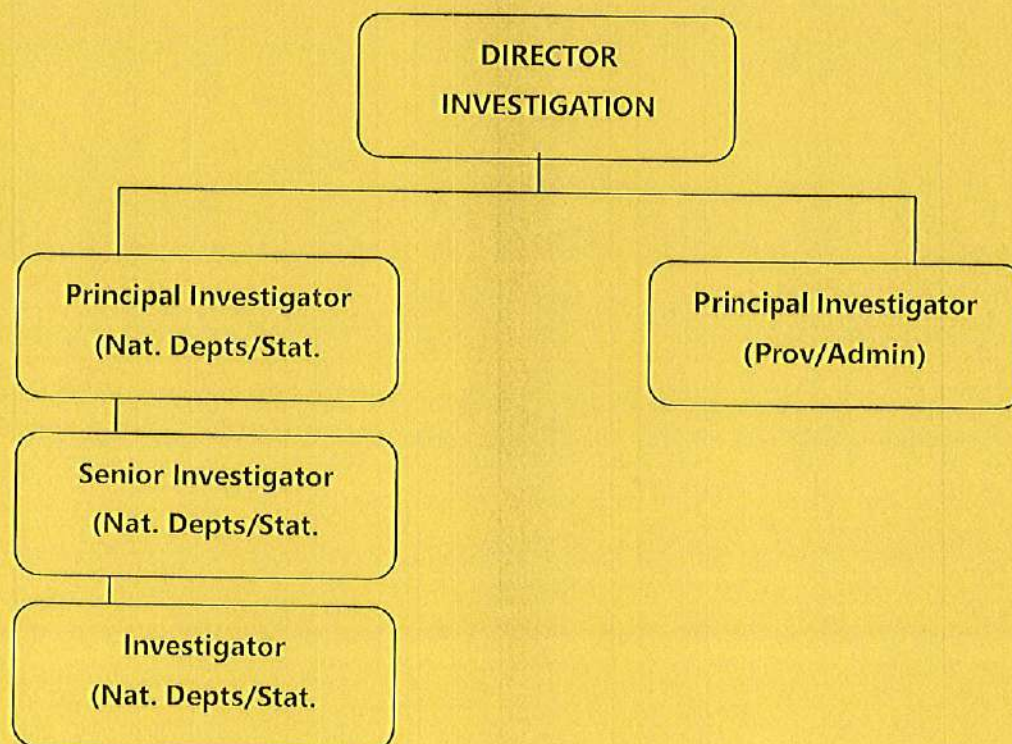 DIRECTOR
INVESTIGATION
Principal Investigator
(Nat. Depts/Stat.
Principal Investigator
(Prov/Admin)
Senior Investigator
(Nat. Depts/Stat.
Investigator
(Nat. Depts/Stat.